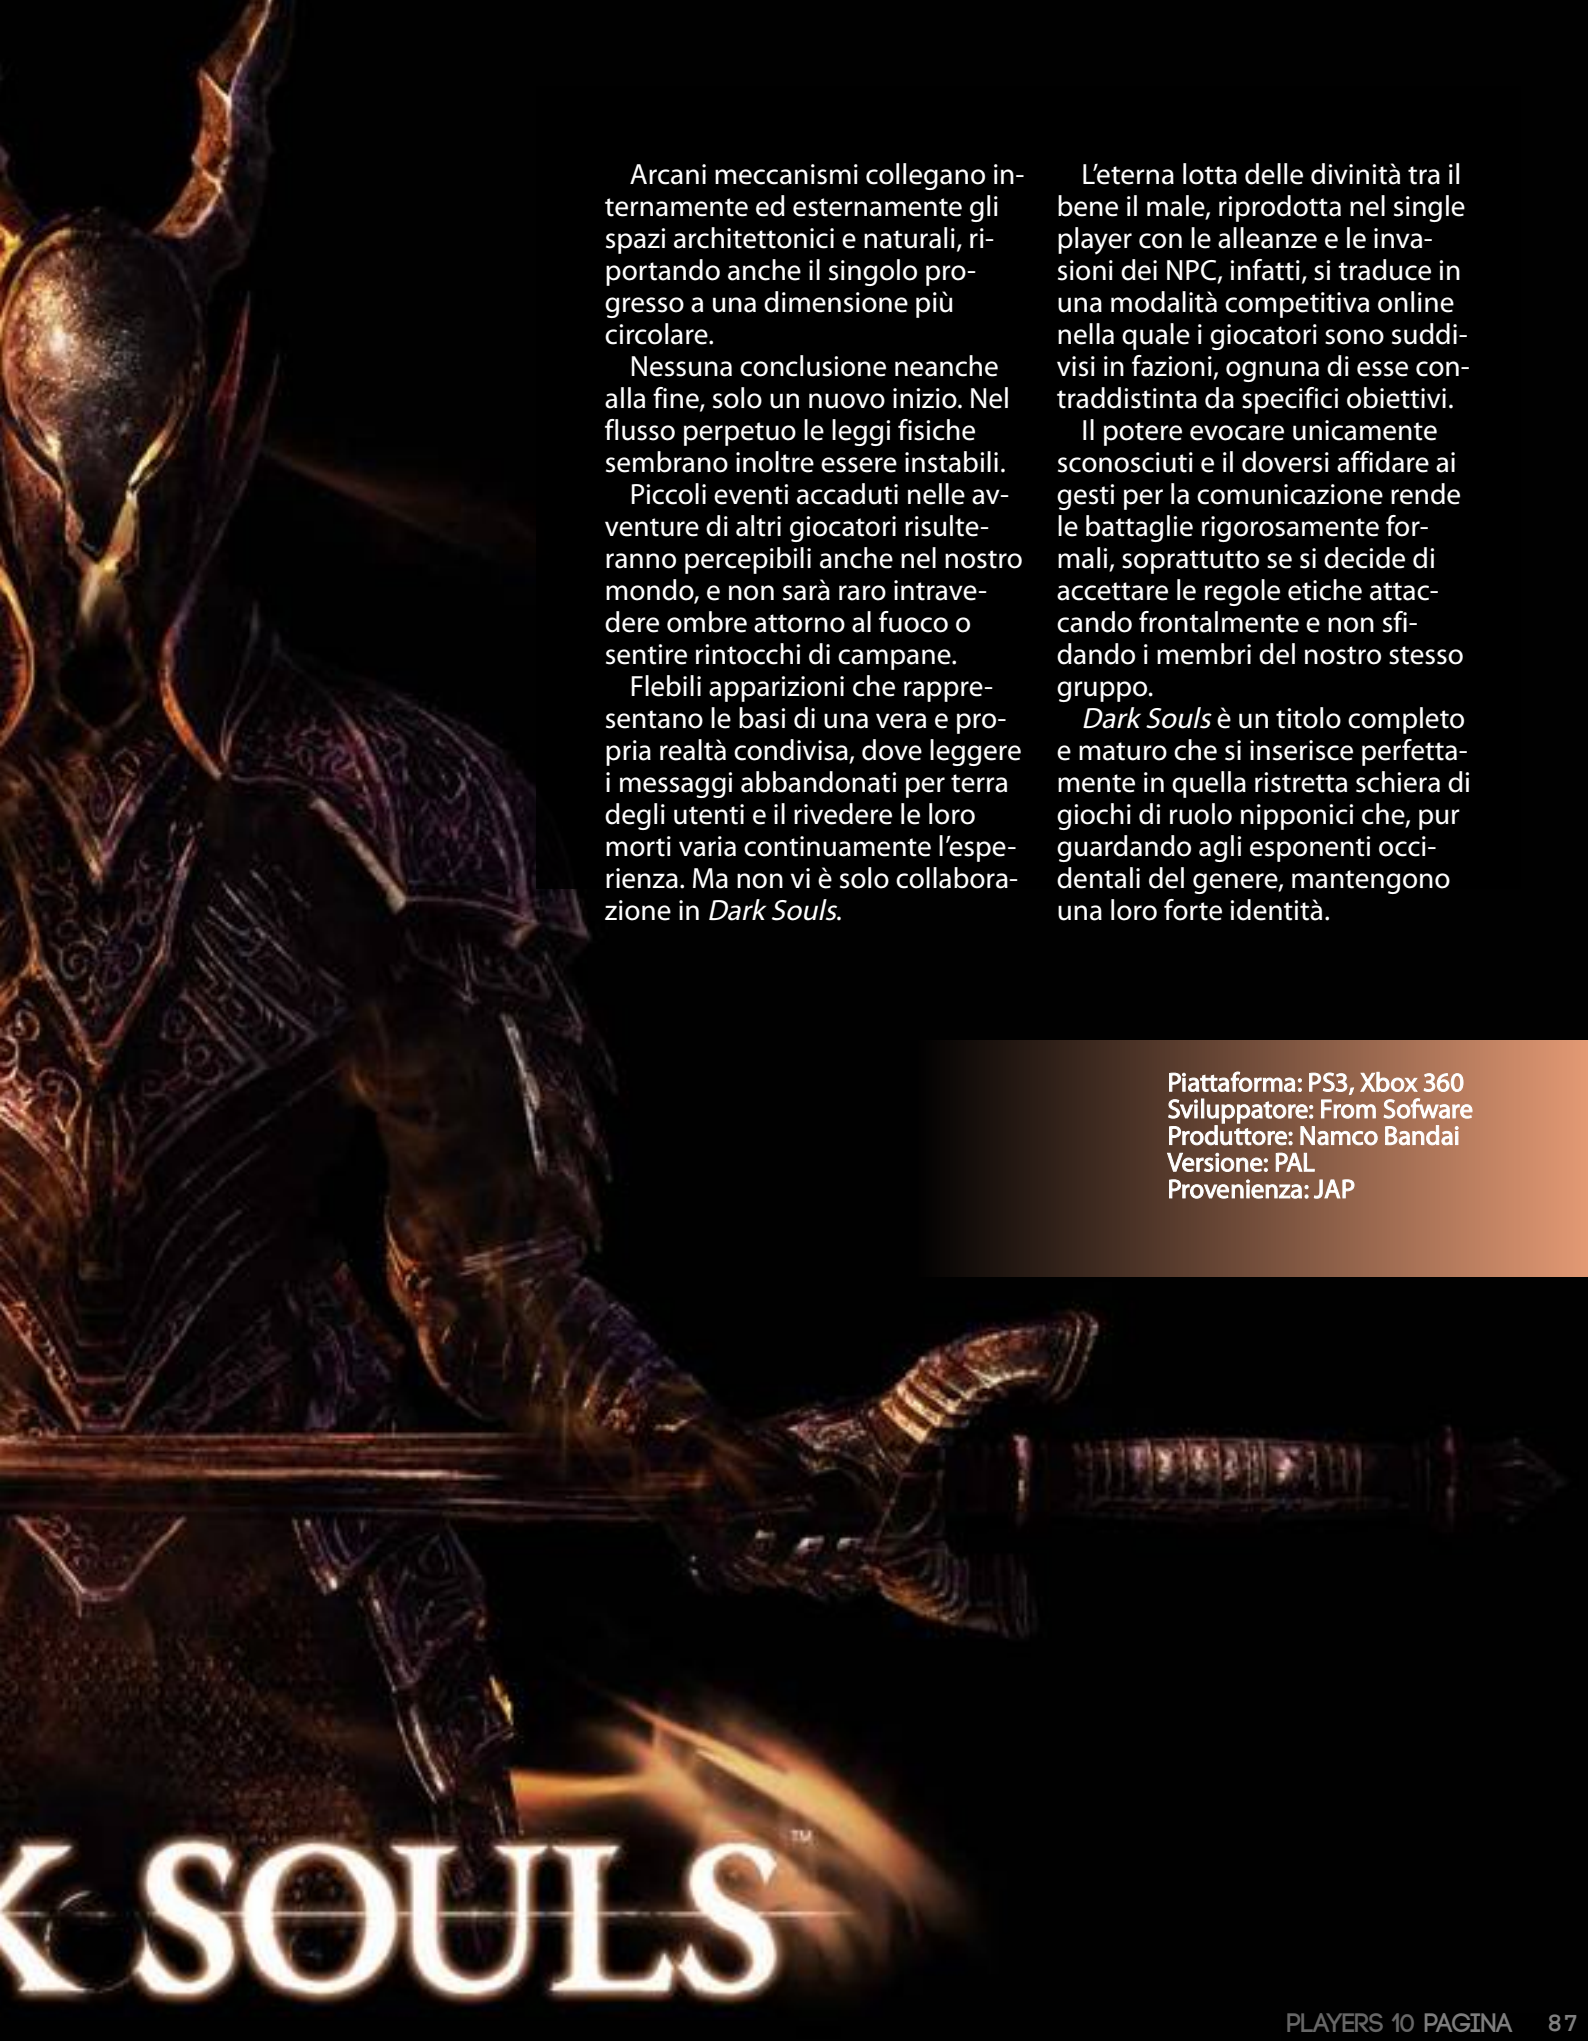 Arcani meccanismi collegano in-
ternamente ed esternamente gli
spazi architettonici e naturali, ri-
portando anche il singolo pro-
gresso a una dimensione più
circolare.
Nessuna conclusione neanche
alla fine, solo un nuovo inizio. Nel
flusso perpetuo le leggi fisiche
sembrano inoltre essere instabili.
Piccoli eventi accaduti nelle av-
venture di altri giocatori risulte-
ranno percepibili anche nel nostro
mondo, e non sarà raro intrave-
dere ombre attorno al fuoco o
sentire rintocchi di campane.
Flebili apparizioni che rappre-
sentano le basi di una vera e pro-
pria realtà condivisa, dove leggere
i messaggi abbandonati per terra
degli utenti e il rivedere le loro
morti varia continuamente l’espe-
rienza. Ma non vi è solo collabora-
zione in Dark Souls.
L’eterna lotta delle divinità tra il
bene il male, riprodotta nel single
player con le alleanze e le inva-
sioni dei NPC, infatti, si traduce in
una modalità competitiva online
nella quale i giocatori sono suddi-
visi in fazioni, ognuna di esse con-
traddistinta da specifici obiettivi.
Il potere evocare unicamente
sconosciuti e il doversi affidare ai
gesti per la comunicazione rende
le battaglie rigorosamente for-
mali, soprattutto se si decide di
accettare le regole etiche attac-
cando frontalmente e non sfi-
dando i membri del nostro stesso
gruppo.
Dark Souls è un titolo completo
e maturo che si inserisce perfetta-
mente in quella ristretta schiera di
giochi di ruolo nipponici che, pur
guardando agli esponenti occi-
dentali del genere, mantengono
una loro forte identità.
Piattaforma: PS3, Xbox 360
Sviluppatore: From Sofware
Produttore: Namco Bandai
Versione: PAL
Provenienza: JAP
K SOULS™
PLAYERS 10 PAGINA 87